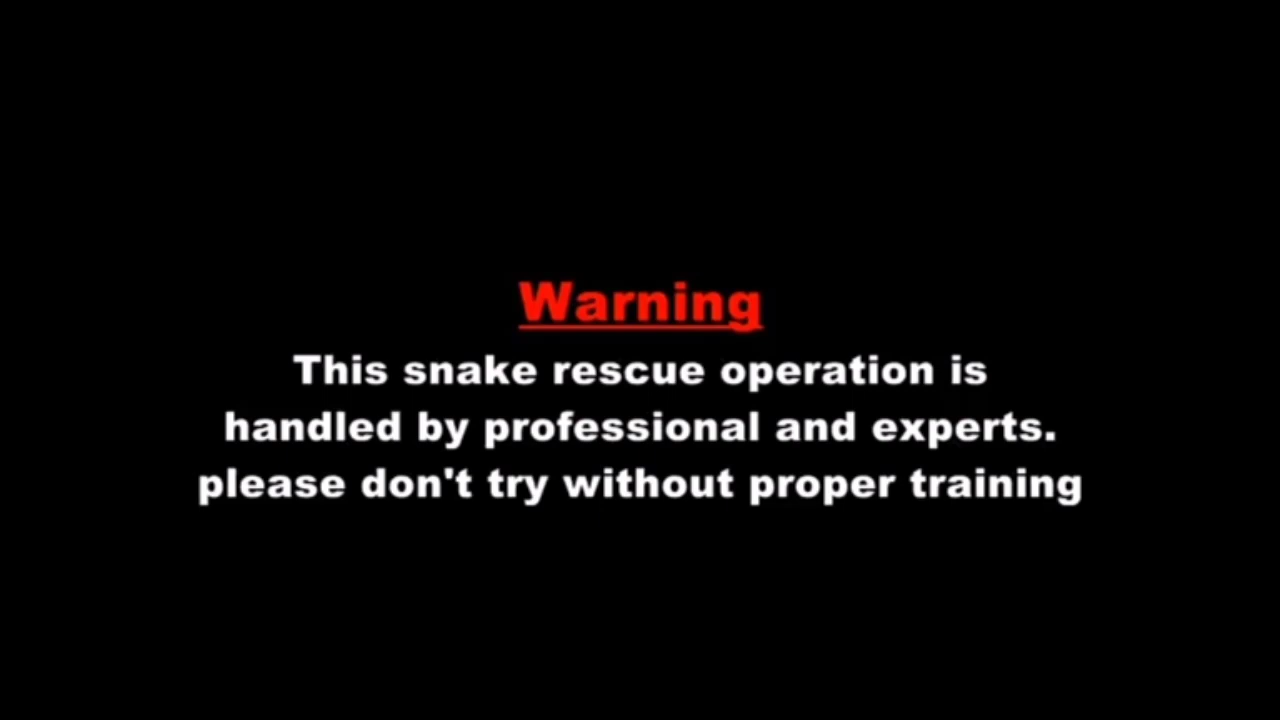 Warning
This snake rescue operation is
handled by professional and experts.
please don't try without proper training